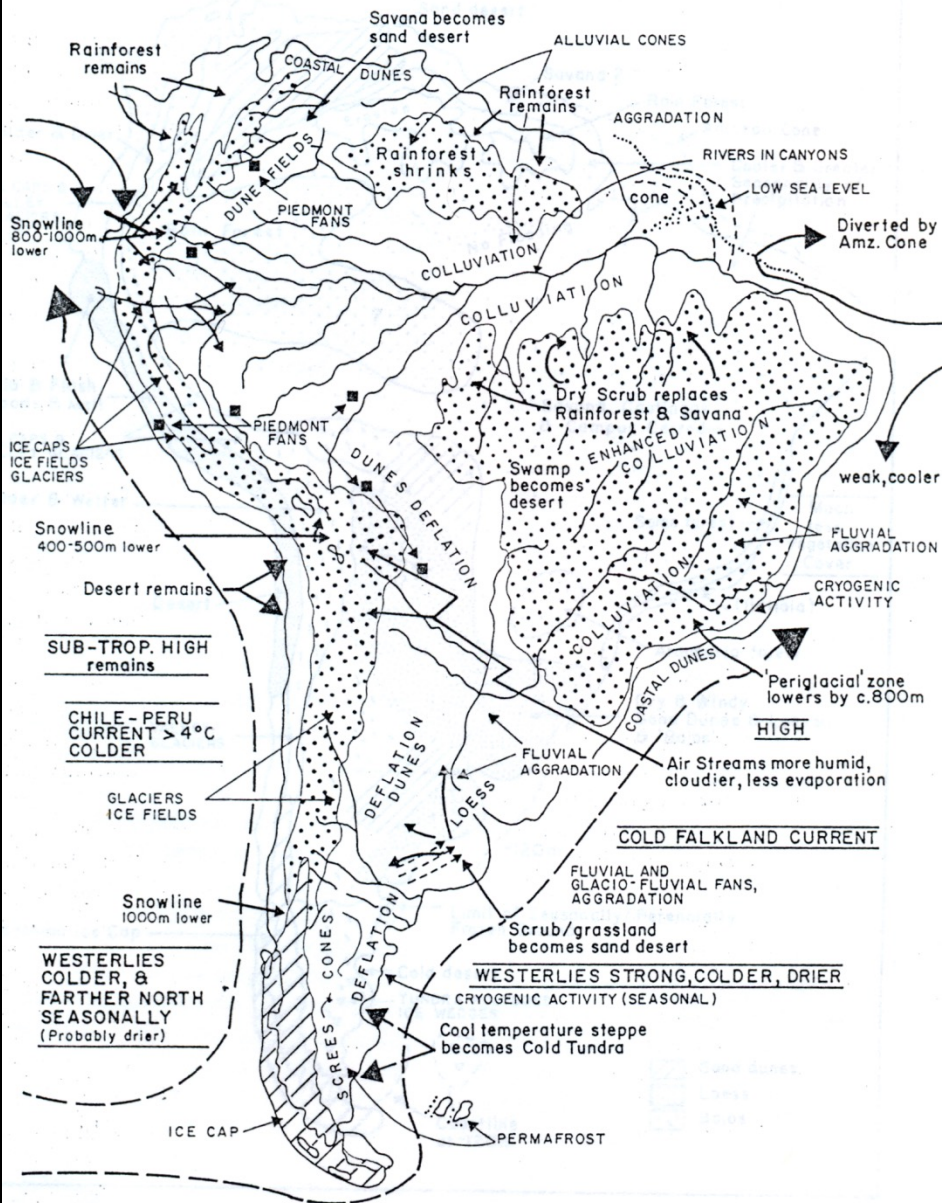 Savana becomes
sand desert
Rainforest
remains
COASTAL DUNES
ALLUVIAL CONES
Rainforest
remains
AGGRADATION
Rainforest
shrinks
RIVERS IN CANYONS
LOW SEA LEVEL
cone
DUNE FIELDS
PIEDMONT
FANS
Snowline
800-1000m
lower
Diverted by
Amz. Cone
COLLUVIATION
COLLUVIATION
Dry Scrub replaces
Rainforest & Savana
PIEDMONT
FANS
ICE CAPS
ICE FIELDS
GLACIERS
ENHANCED
COLLUVIATION
Swamp
becomes
desert
weak, cooler
DUNES DEFLATION
Snowline
400-500m lower
FLUVIAL
AGGRADATION
Desert remains
COLLUVIATION
CRYOGENIC
ACTIVITY
SUB-TROP. HIGH
remains
COASTAL DUNES
'Periglacial' zone
lowers by c.800m
HIGH
CHILE-PERU
CURRENT > 4°C
COLDER
DEFLATION
DUNES
FLUVIAL
AGGRADATION
Air Streams more humid,
cloudier, less evaporation
GLACIERS
ICE FIELDS
LOESS
COLD FALKLAND CURRENT
FLUVIAL AND
GLACIO-FLUVIAL FANS,
AGGRADATION
Snowline
1000m lower
Scrub/grassland
becomes sand desert
WESTERLIES
COLDER, &
FARTHER NORTH
SEASONALLY
(Probably drier)
SCREES + CONES
DEFLATION
WESTERLIES STRONG, COLDER, DRIER
CRYOGENIC ACTIVITY (SEASONAL)
Cool temperature steppe
becomes Cold Tundra
ICE CAP
PERMAFROST